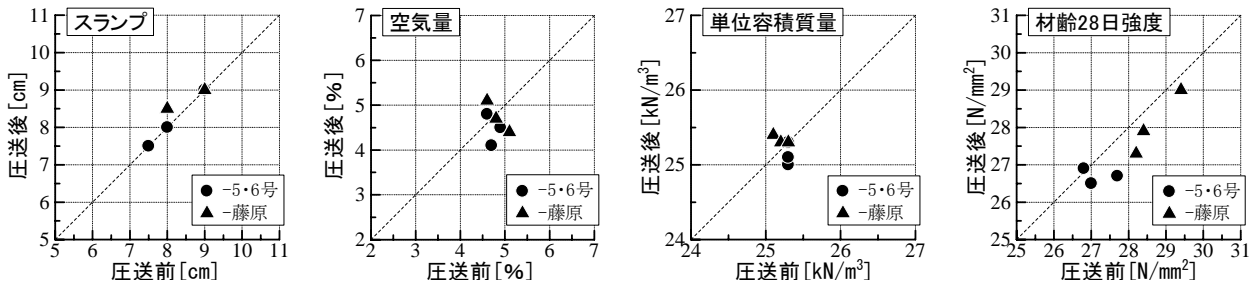 スランプ
圧送後[cm]
11
10
9
8
7
6
5
5 6 7 8 9 10 11
圧送前[cm]
●-5・6号
▲-藤原
空気量
圧送後[%]
7
6
5
4
3
2
2 3 4 5 6 7
圧送前[%]
●-5・6号
▲-藤原
単位容積質量
圧送後[kN/m³]
27
26
25
24
24 25 26 27
圧送前[kN/m³]
●-5・6号
▲-藤原
材齢28日強度
圧送後[N/mm²]
31
30
29
28
27
26
25
25 26 27 28 29 30 31
圧送前[N/mm²]
●-5・6号
▲-藤原